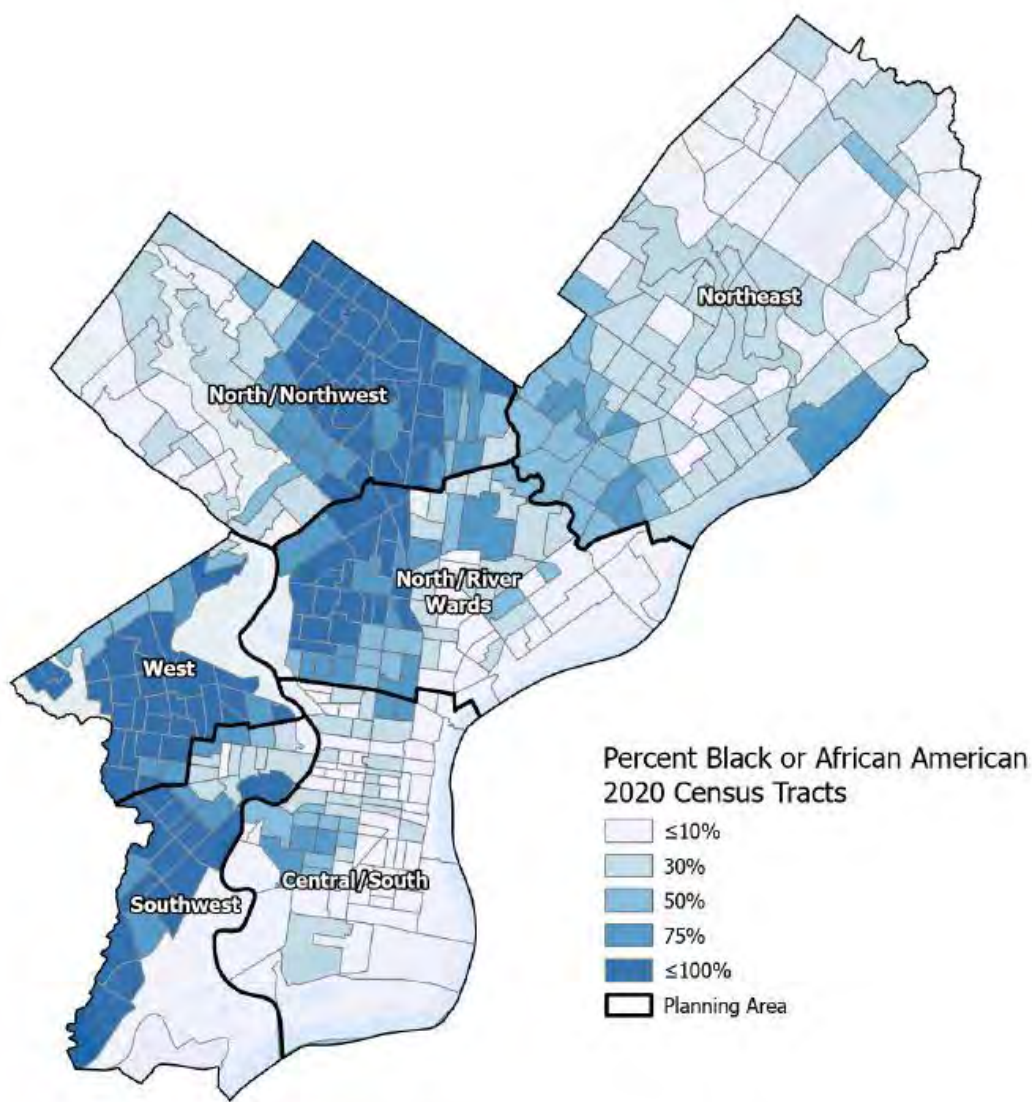 Northeast
North/Northwest
North/River
Wards
West
Central/South
Southwest
Percent Black or African American
2020 Census Tracts
≤10%
30%
50%
75%
≤100%
Planning Area